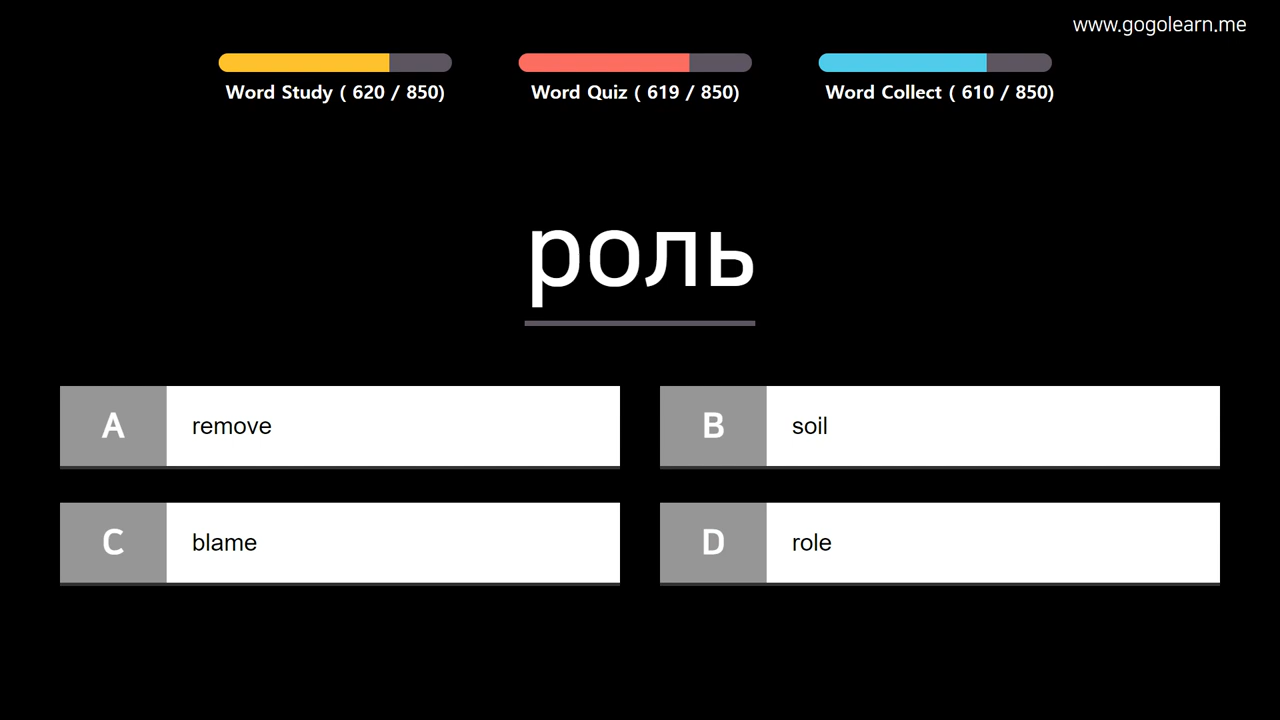 www.gogolearn.me
Word Study ( 620 / 850)
Word Quiz ( 619 / 850)
Word Collect ( 610 / 850)
роль
A remove
B soil
C blame
D role